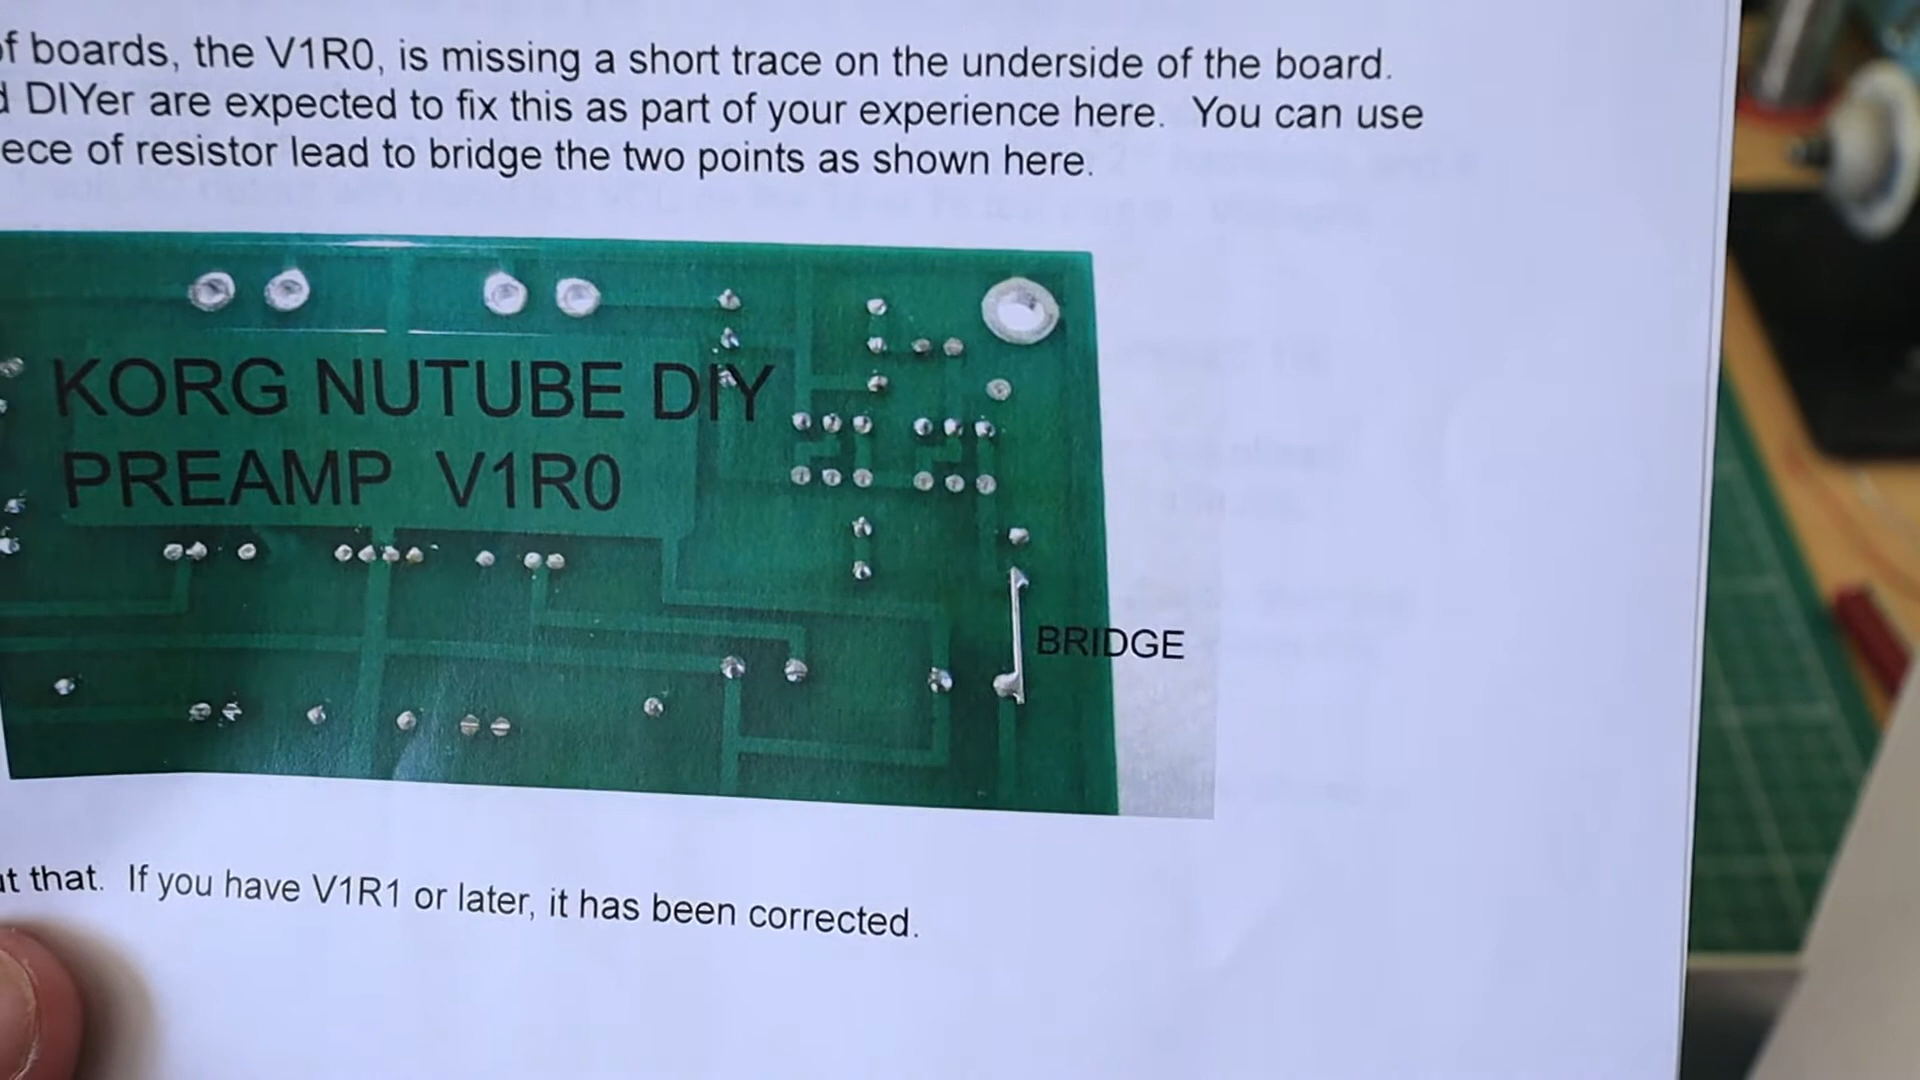 of boards, the V1R0, is missing a short trace on the underside of the board.
DIYer are expected to fix this as part of your experience here. You can use
ece of resistor lead to bridge the two points as shown here.
KORG NUTUBE DIY
PREAMP V1R0
BRIDGE
that. If you have V1R1 or later, it has been corrected.